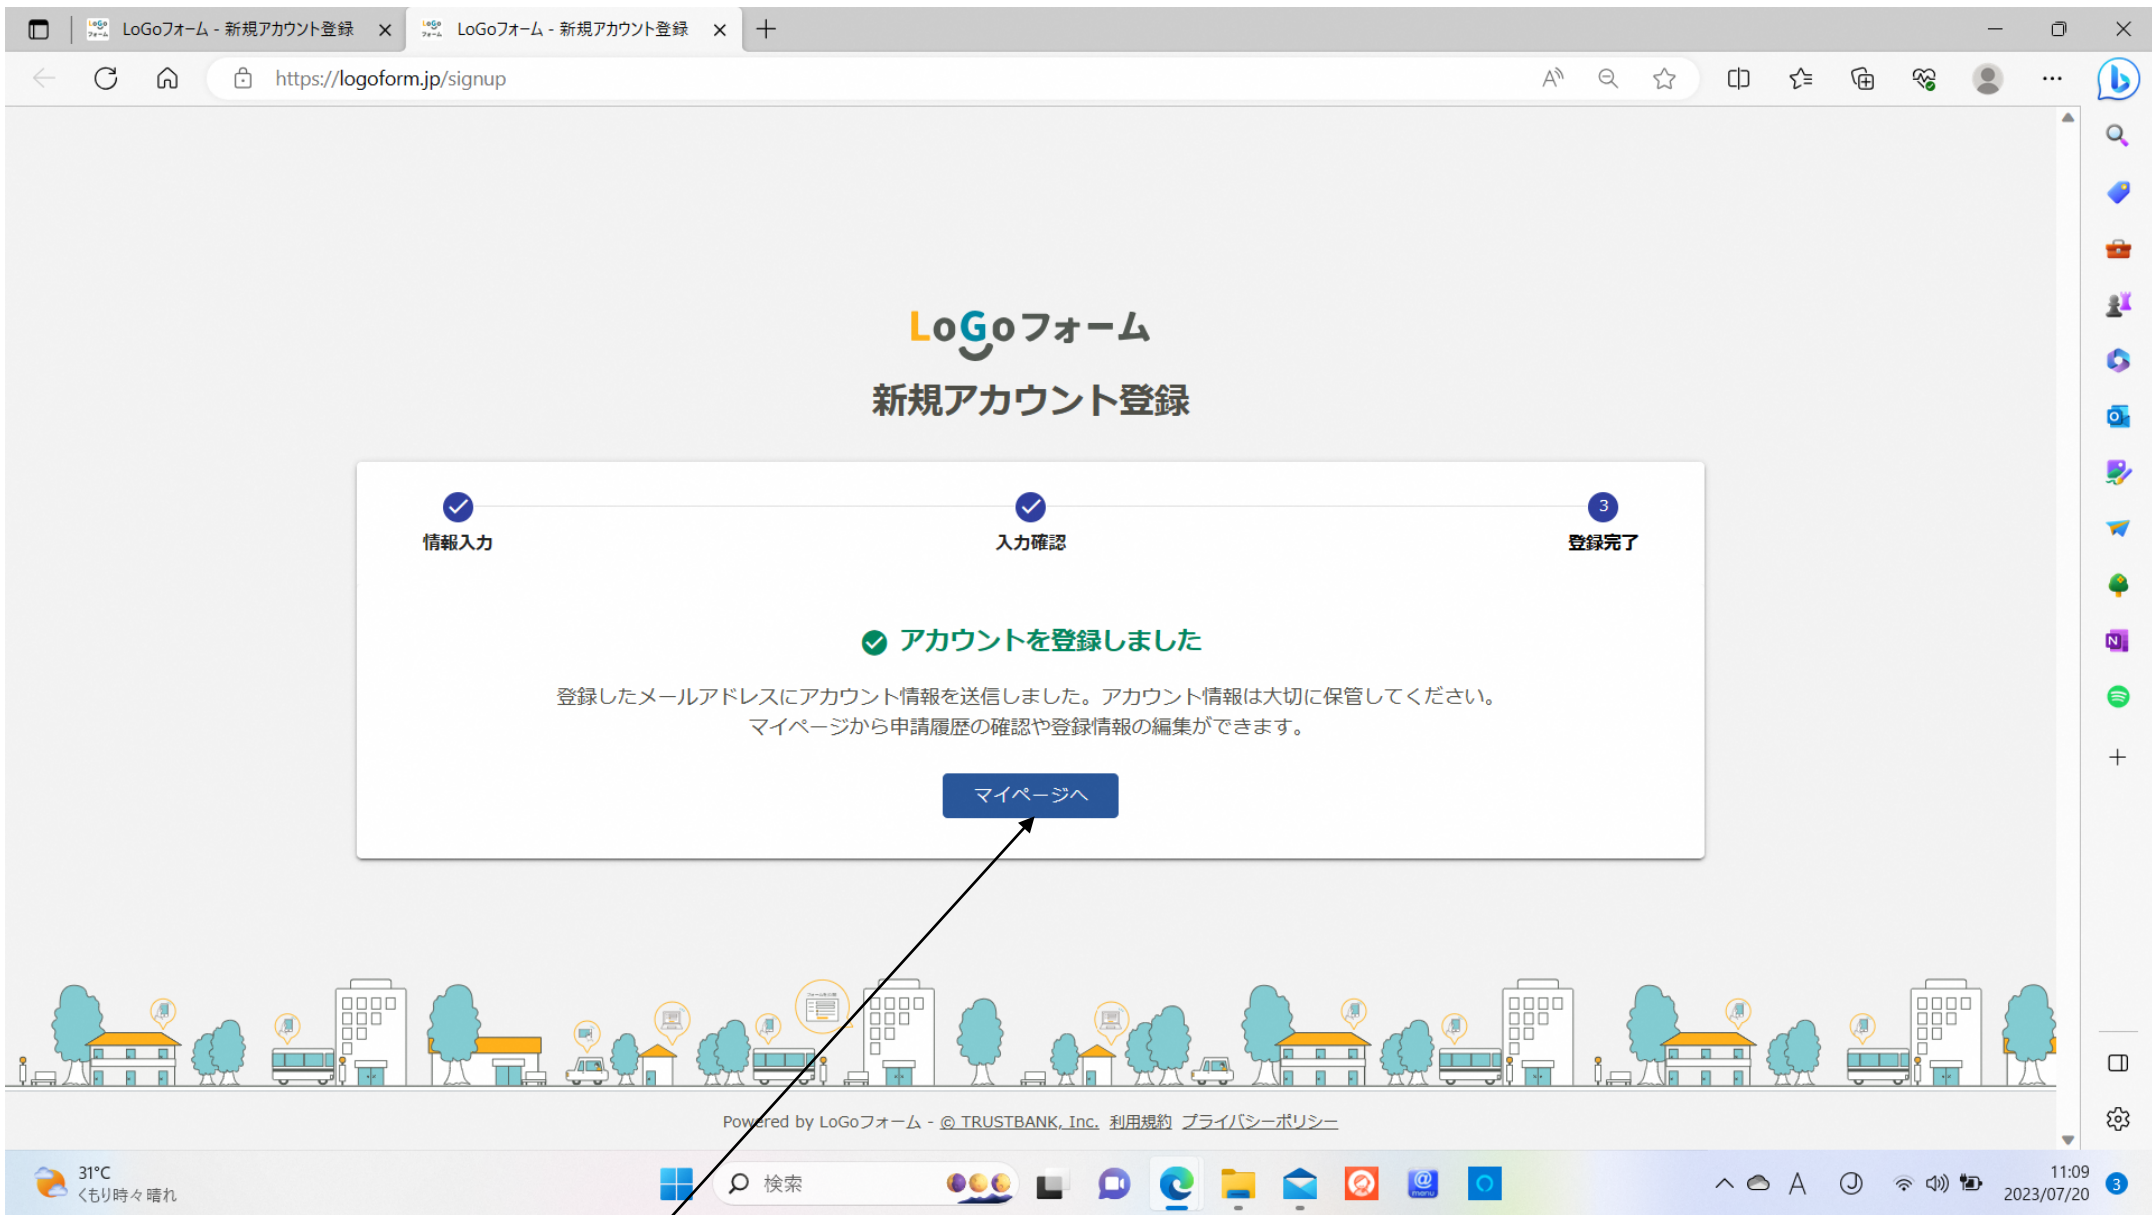 LoGoフォーム - 新規アカウント登録
LoGoフォーム - 新規アカウント登録
https://logoform.jp/signup
LoGoフォーム
新規アカウント登録
3
情報入力
入力確認
登録完了
アカウントを登録しました
登録したメールアドレスにアカウント情報を送信しました。アカウント情報は大切に保管してください。
マイページから申請履歴の確認や登録情報の編集ができます。
マイページへ
Powered by LoGoフォーム - © TRUSTBANK, Inc. 利用規約 プライバシーポリシー
31°C
くもり時々晴れ
検索
@
menu
A
J
11:09
2023/07/20
3